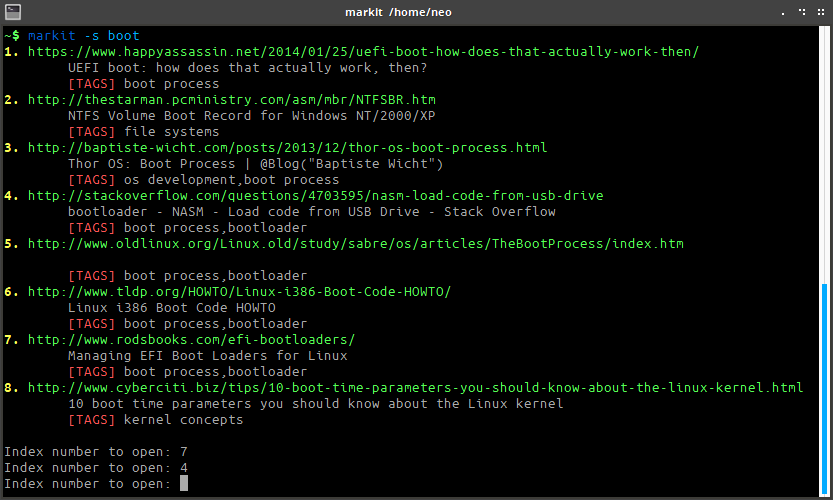 markit /home/neo
~$ markit -s boot
1. https://www.happyassassin.net/2014/01/25/uefi-boot-how-does-that-actually-work-then/
UEFI boot: how does that actually work, then?
[TAGS] boot process
2. http://thestarman.pcministry.com/asm/mbr/NTFSBR.htm
NTFS Volume Boot Record for Windows NT/2000/XP
[TAGS] file systems
3. http://baptiste-wicht.com/posts/2013/12/thor-os-boot-process.html
Thor OS: Boot Process | @Blog("Baptiste Wicht")
[TAGS] os development,boot process
4. http://stackoverflow.com/questions/4703595/nasm-load-code-from-usb-drive
bootloader - NASM - Load code from USB Drive - Stack Overflow
[TAGS] boot process,bootloader
5. http://www.oldlinux.org/Linux.old/study/sabre/os/articles/TheBootProcess/index.htm
[TAGS] boot process,bootloader
6. http://www.tldp.org/HOWTO/Linux-i386-Boot-Code-HOWTO/
Linux i386 Boot Code HOWTO
[TAGS] boot process,bootloader
7. http://www.rodsbooks.com/efi-bootloaders/
Managing EFI Boot Loaders for Linux
[TAGS] boot process,bootloader
8. http://www.cyberciti.biz/tips/10-boot-time-parameters-you-should-know-about-the-linux-kernel.html
10 boot time parameters you should know about the Linux kernel
[TAGS] kernel concepts
Index number to open: 7
Index number to open: 4
Index number to open: